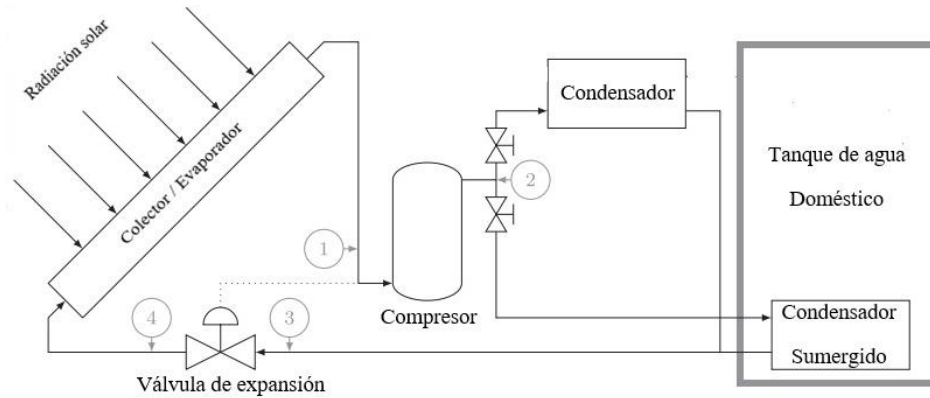 Radiación solar
Colector / Evaporador
Condensador
Tanque de agua
Doméstico
1
2
Compresor
Condensador
Sumergido
4
3
Válvula de expansión